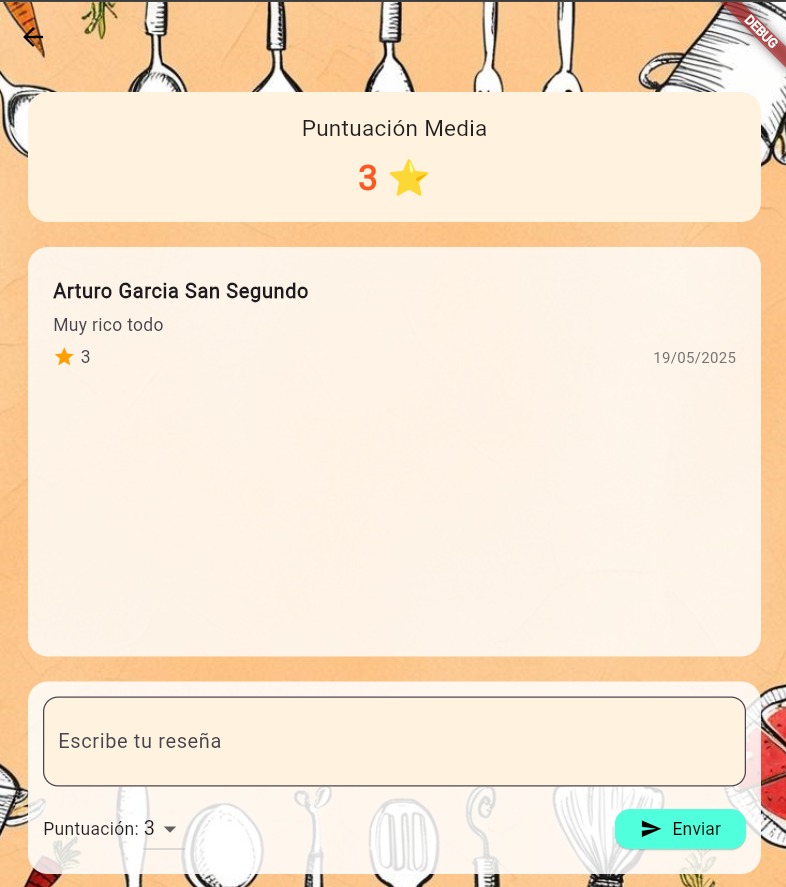 DEBUG
Puntuación Media
3 ⭐
Arturo Garcia San Segundo
Muy rico todo
3
19/05/2025
Escribe tu reseña
Puntuación: 3
Enviar